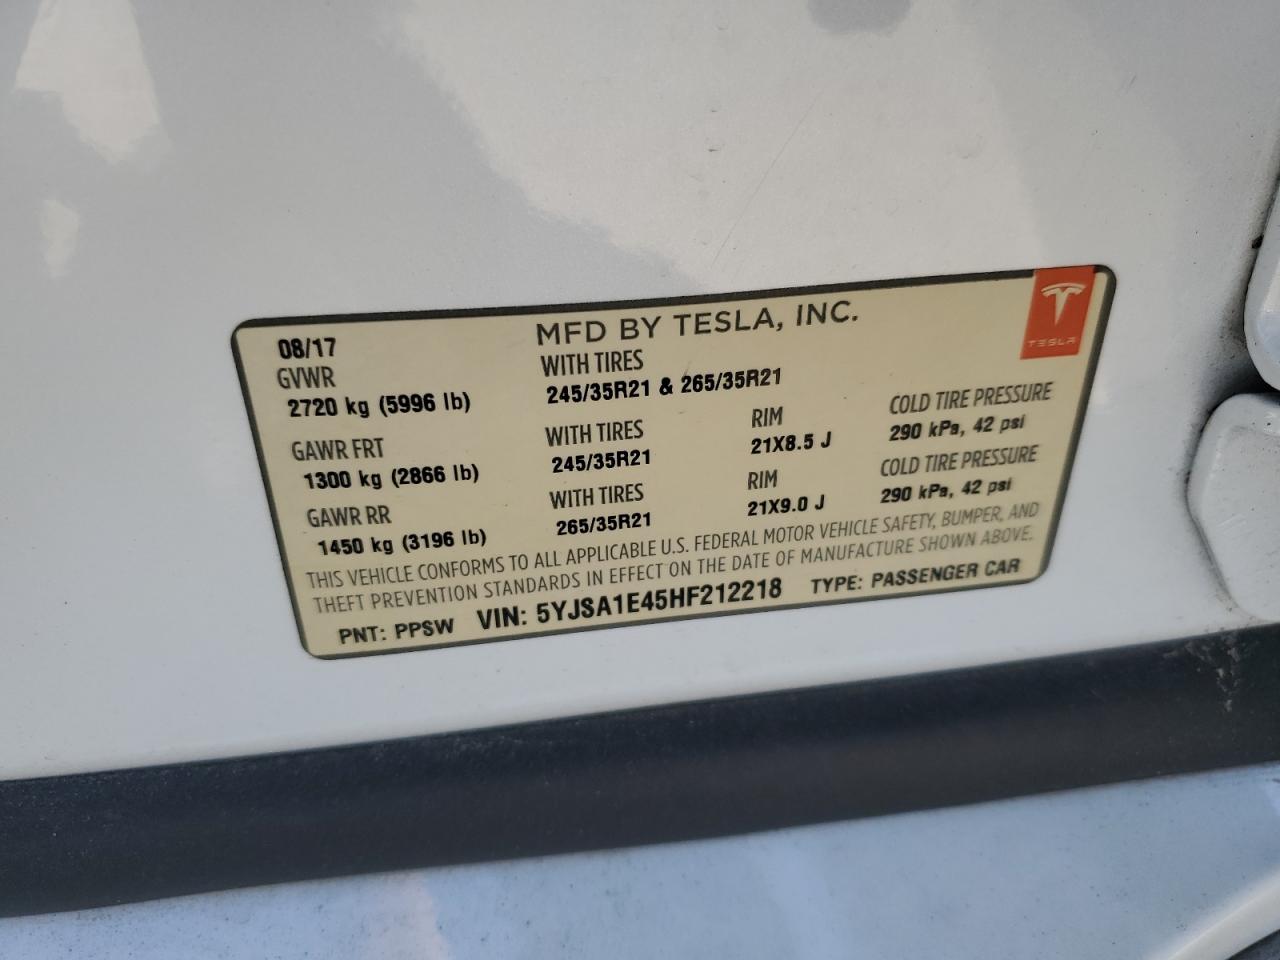 MFD BY TESLA, INC.
TESLA
08/17
GVWR
2720 kg (5996 lb)
WITH TIRES
245/35R21 & 265/35R21
GAWR FRT
1300 kg (2866 lb)
WITH TIRES
245/35R21
RIM
21X8.5 J
COLD TIRE PRESSURE
290 kPa, 42 psi
GAWR RR
1450 kg (3196 lb)
WITH TIRES
265/35R21
RIM
21X9.0 J
COLD TIRE PRESSURE
290 kPa, 42 psi
THIS VEHICLE CONFORMS TO ALL APPLICABLE U.S. FEDERAL MOTOR VEHICLE SAFETY, BUMPER, AND
THEFT PREVENTION STANDARDS IN EFFECT ON THE DATE OF MANUFACTURE SHOWN ABOVE.
PNT: PPSW VIN: 5YJSA1E45HF212218 TYPE: PASSENGER CAR